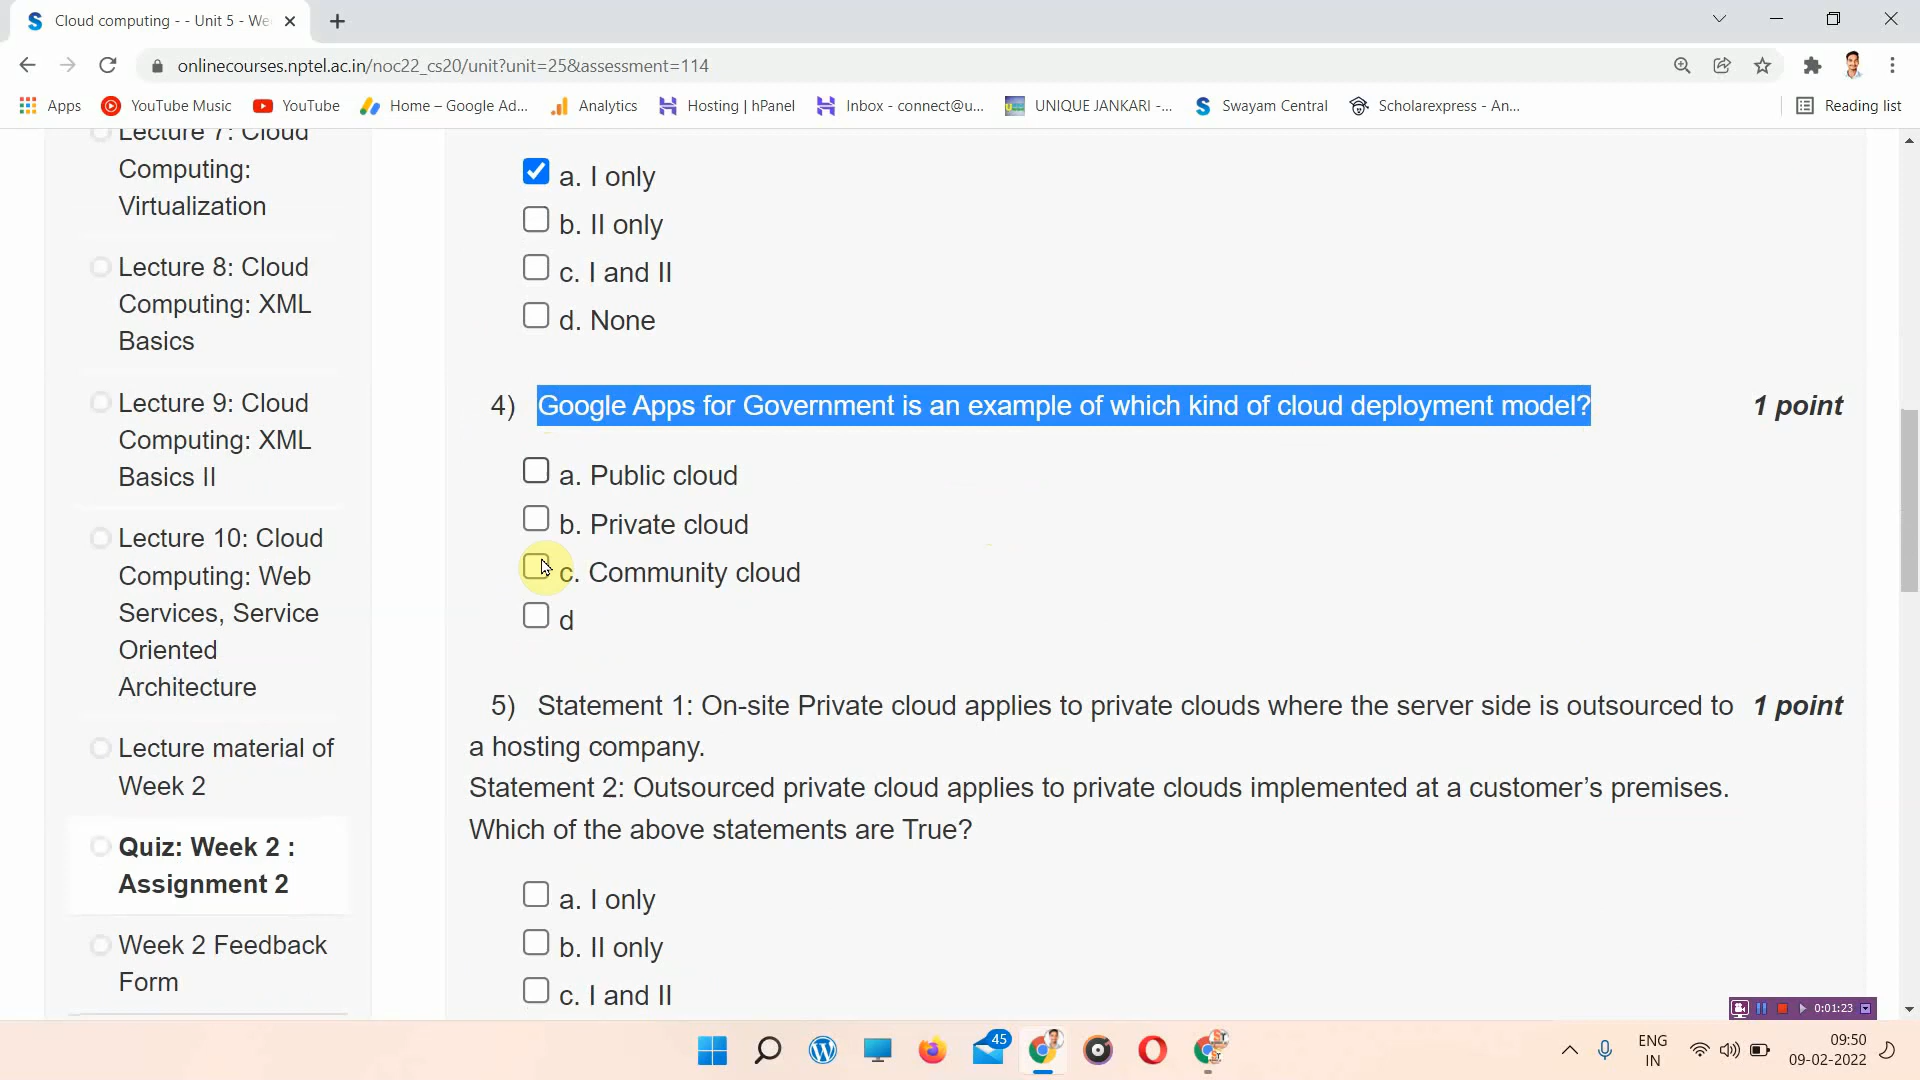 Cloud computing - - Unit 5 - We
onlinecourses.nptel.ac.in/noc22_cs20/unit?unit=25&assessment=114
Apps
YouTube Music
YouTube
Home – Google Ad...
Analytics
Hosting | hPanel
Inbox - connect@u...
UNIQUE JANKARI -...
Swayam Central
Scholarexpress - An...
Reading list
Lecture 7: Cloud
Computing:
Virtualization
Lecture 8: Cloud
Computing: XML
Basics
Lecture 9: Cloud
Computing: XML
Basics II
Lecture 10: Cloud
Computing: Web
Services, Service
Oriented
Architecture
Lecture material of
Week 2
Quiz: Week 2 :
Assignment 2
Week 2 Feedback
Form
a. I only
b. II only
c. I and II
d. None
4) Google Apps for Government is an example of which kind of cloud deployment model? 1 point
a. Public cloud
b. Private cloud
c. Community cloud
d
5) Statement 1: On-site Private cloud applies to private clouds where the server side is outsourced to 1 point
a hosting company.
Statement 2: Outsourced private cloud applies to private clouds implemented at a customer’s premises.
Which of the above statements are True?
a. I only
b. II only
c. I and II
0:01:23
45
ENG
IN
09:50
09-02-2022